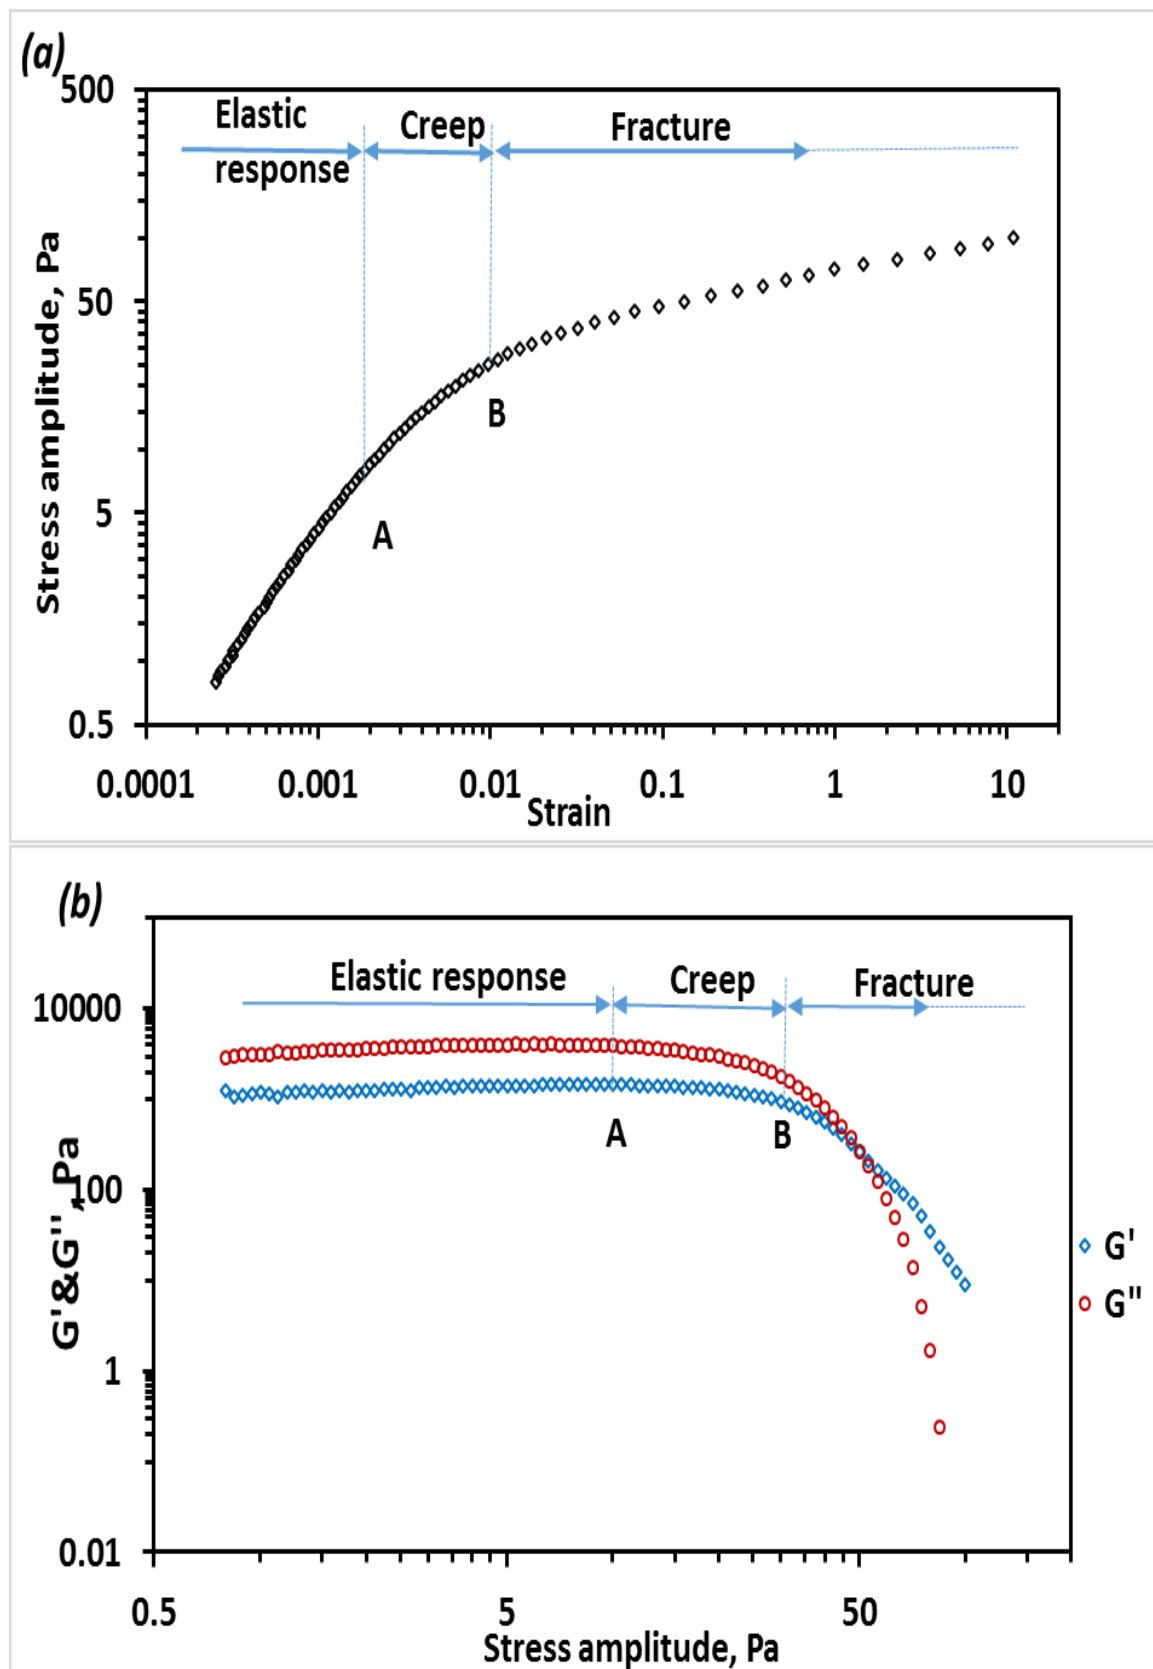 (a)
500
Elastic
response
Creep
Fracture
50
5
0.5
Stress amplitude, Pa
A
B
0.0001 0.001 0.01 0.1 1 10
Strain
(b)
Elastic response
Creep
Fracture
10000
100
1
0.01
G'&G'', Pa
A
B
G'
G"
0.5 5 50
Stress amplitude, Pa